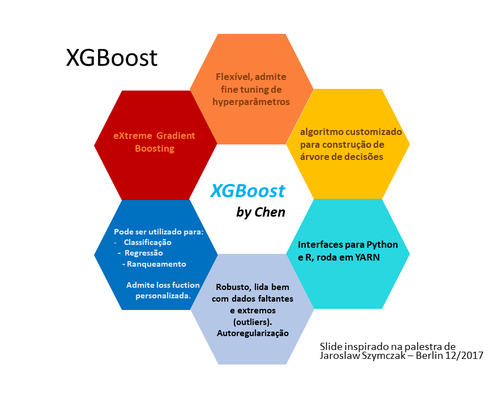 XGBoost
Flexível, admite
fine tuning de
hyperparâmetros
eXtreme Gradient
Boosting
algoritmo customizado
para construção de
árvore de decisões
XGBoost
by Chen
Pode ser utilizado para:
- Classificação
- Regressão
- Ranqueamento
Admite loss fuction
personalizada.
Interfaces para Python
e R, roda em YARN
Robusto, lida bem
com dados faltantes
e extremos
(outliers).
Autoregularização
Slide inspirado na palestra de
Jaroslaw Szymczak – Berlin 12/2017